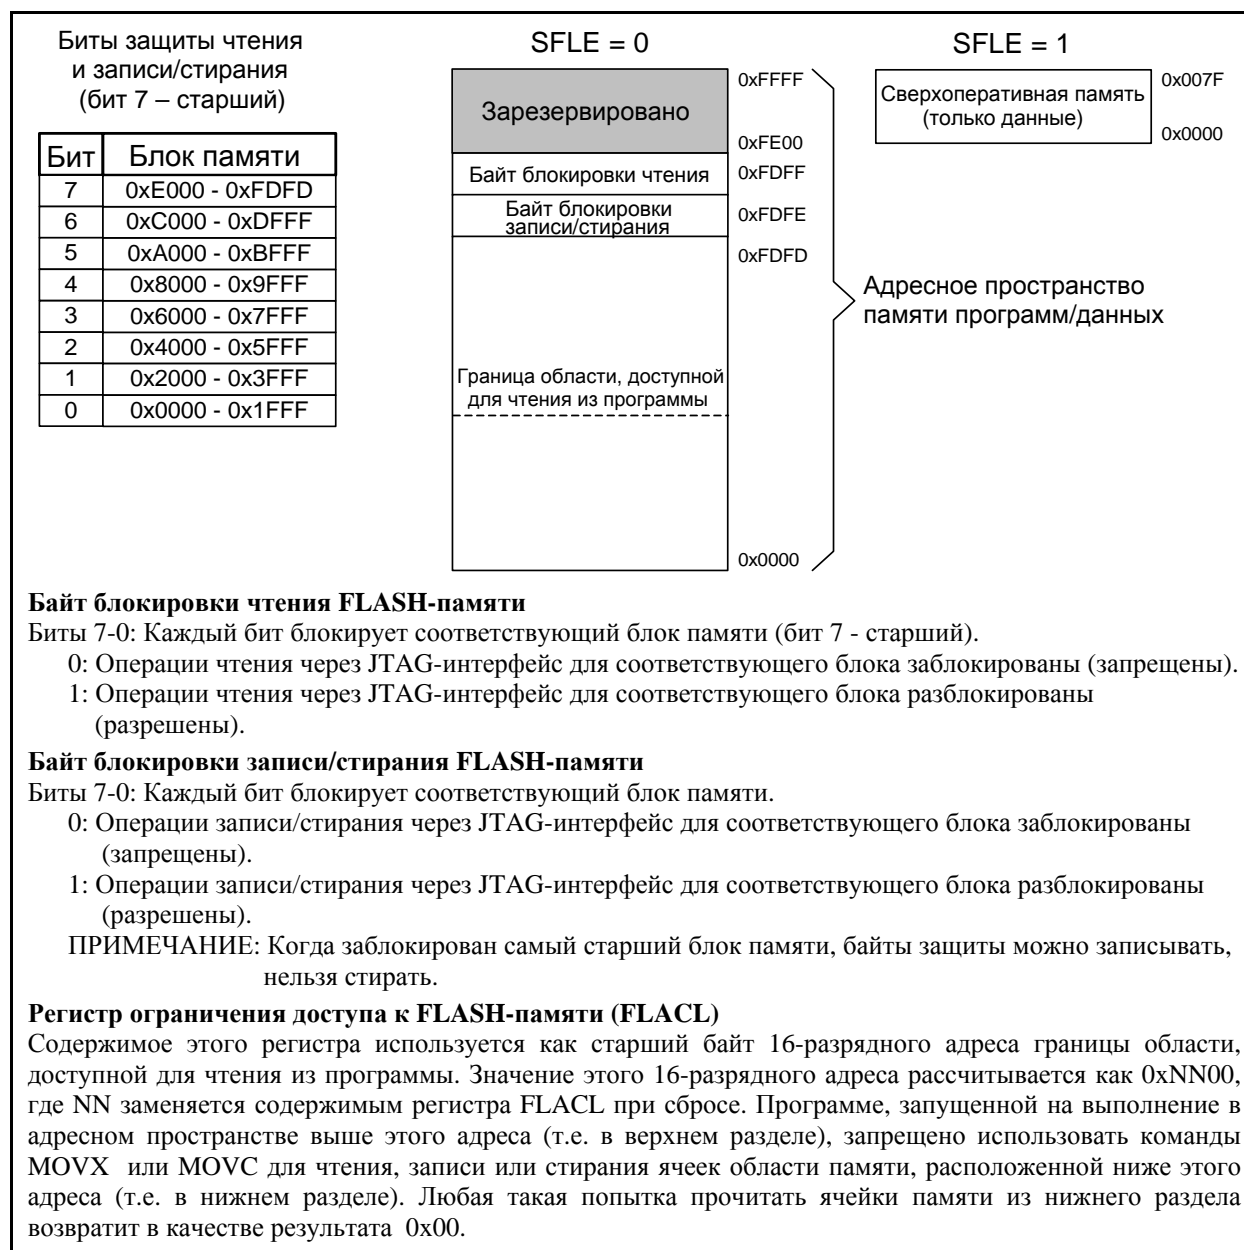 Биты защиты чтения
и записи/стирания
(бит 7 – старший)
Бит Блок памяти
7 0xE000 - 0xFDFD
6 0xC000 - 0xDFFF
5 0xA000 - 0xBFFF
4 0x8000 - 0x9FFF
3 0x6000 - 0x7FFF
2 0x4000 - 0x5FFF
1 0x2000 - 0x3FFF
0 0x0000 - 0x1FFF
SFLE = 0
Зарезервировано
0xFFFF
0xFE00
Байт блокировки чтения
0xFDFF
Байт блокировки
записи/стирания
0xFDFE
0xFDFD
Граница области, доступной
для чтения из программы
0x0000
Адресное пространство
памяти программ/данных
SFLE = 1
Сверхоперативная память
(только данные)
0x007F
0x0000
Байт блокировки чтения FLASH-памяти
Биты 7-0: Каждый бит блокирует соответствующий блок памяти (бит 7 - старший).
0: Операции чтения через JTAG-интерфейс для соответствующего блока заблокированы (запрещены).
1: Операции чтения через JTAG-интерфейс для соответствующего блока разблокированы
(разрешены).
Байт блокировки записи/стирания FLASH-памяти
Биты 7-0: Каждый бит блокирует соответствующий блок памяти.
0: Операции записи/стирания через JTAG-интерфейс для соответствующего блока заблокированы
(запрещены).
1: Операции записи/стирания через JTAG-интерфейс для соответствующего блока разблокированы
(разрешены).
ПРИМЕЧАНИЕ: Когда заблокирован самый старший блок памяти, байты защиты можно записывать,
нельзя стирать.
Регистр ограничения доступа к FLASH-памяти (FLACL)
Содержимое этого регистра используется как старший байт 16-разрядного адреса границы области,
доступной для чтения из программы. Значение этого 16-разрядного адреса рассчитывается как 0xNN00,
где NN заменяется содержимым регистра FLACL при сбросе. Программе, запущенной на выполнение в
адресном пространстве выше этого адреса (т.е. в верхнем разделе), запрещено использовать команды
MOVX или MOVC для чтения, записи или стирания ячеек области памяти, расположенной ниже этого
адреса (т.е. в нижнем разделе). Любая такая попытка прочитать ячейки памяти из нижнего раздела
возвратит в качестве результата 0x00.